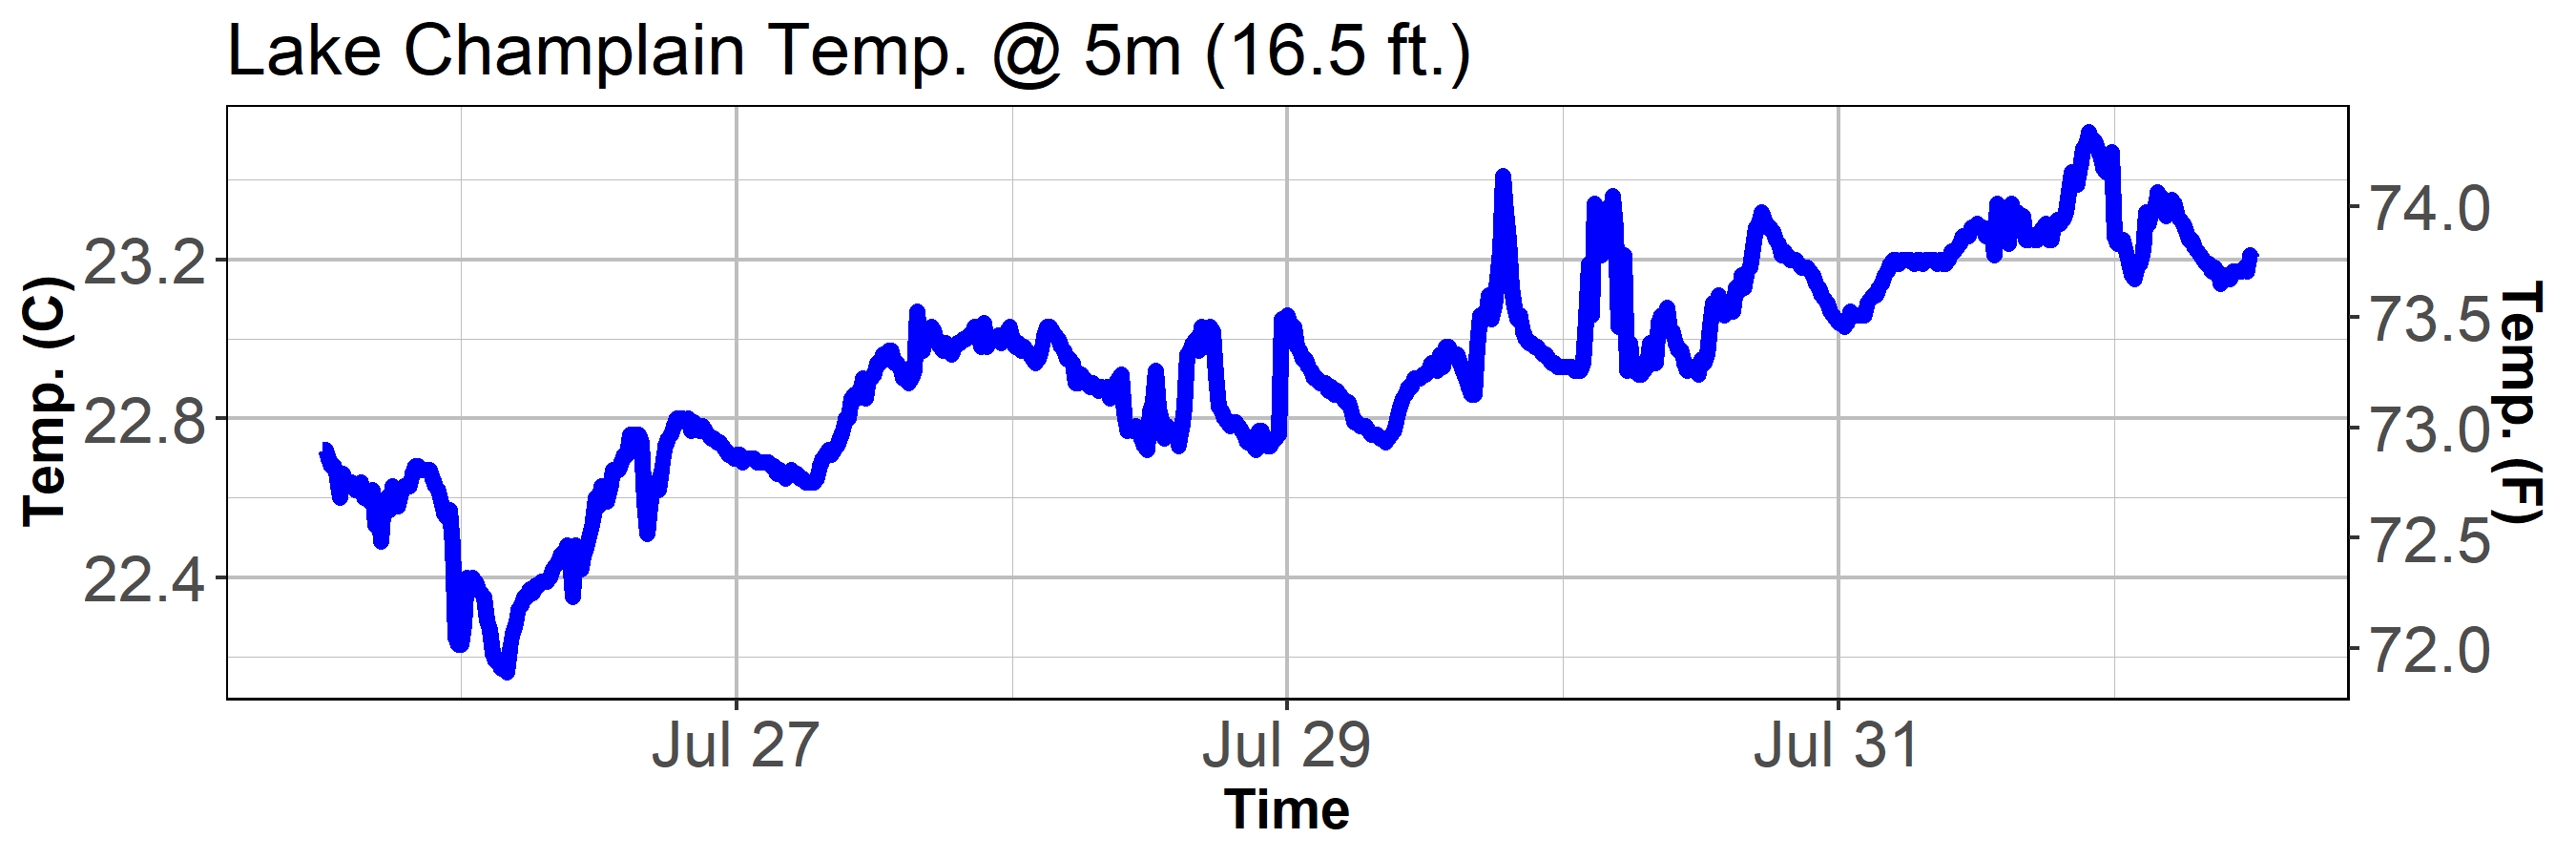 Lake Champlain Temp. @ 5m (16.5 ft.)
Temp. (C)
23.2
22.8
22.4
74.0
73.5
73.0
72.5
72.0
Temp. (F)
Jul 27
Jul 29
Jul 31
Time